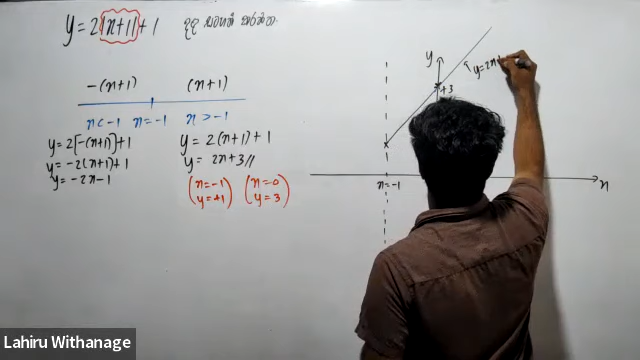 y = 2|x+1| + 1
-(x+1) (x+1)
x < -1 x = -1 x > -1
y = 2[-(x+1)] + 1
y = -2(x+1) + 1
y = -2x - 1
y = 2(x+1) + 1
y = 2x + 3 //
(x = -1
y = +1)
(x = 0
y = 3)
y
y = 2x+
+3
x = -1
x
Lahiru Withanage